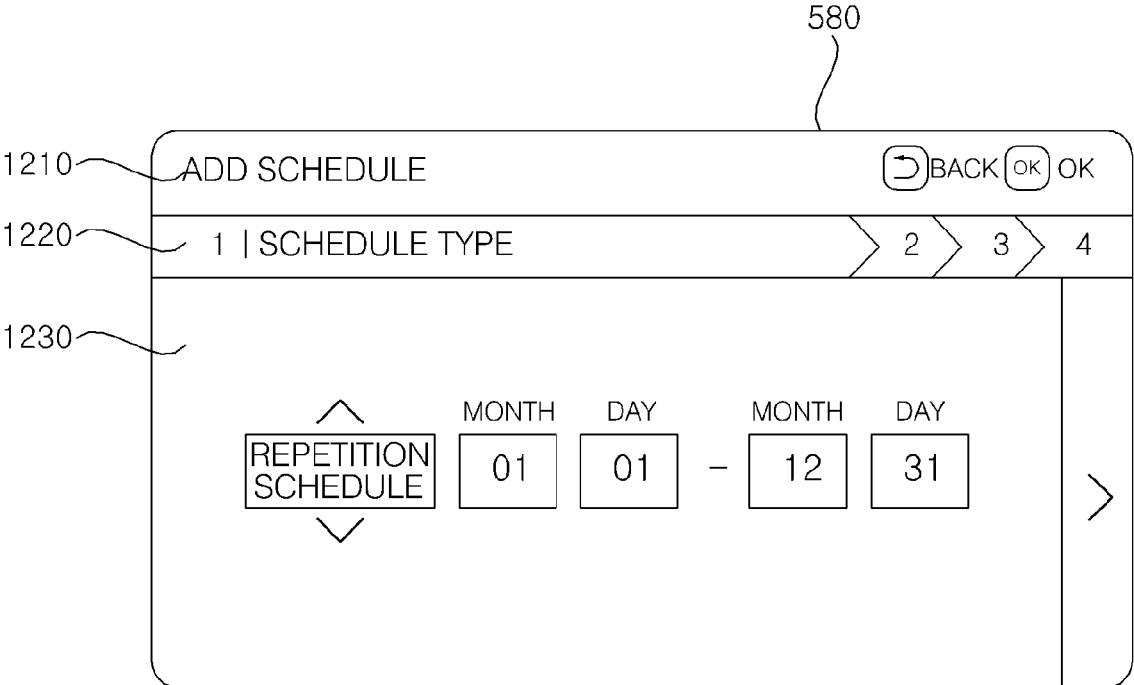 580
1210 ADD SCHEDULE BACK OK OK
1220 1 | SCHEDULE TYPE 2 3 4
1230
MONTH DAY MONTH DAY
REPETITION
SCHEDULE 01 01 – 12 31